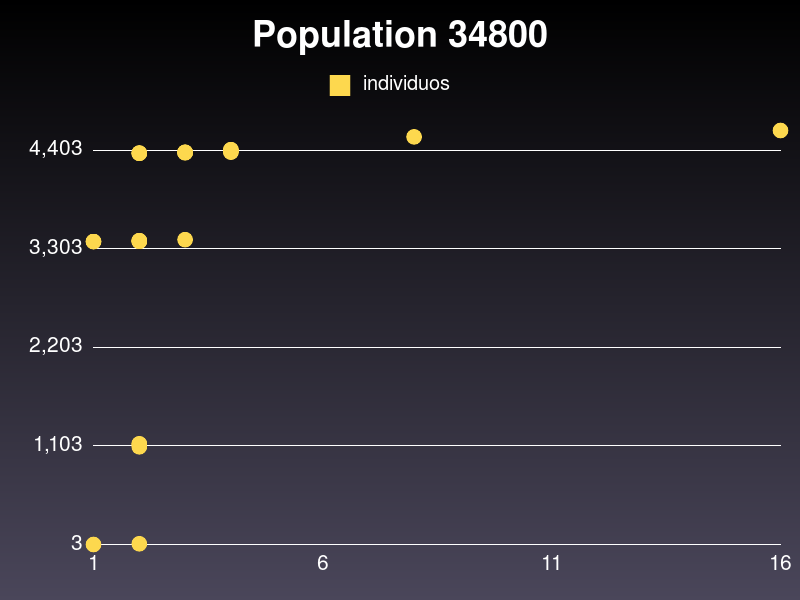 Population 34800
individuos
4,403
3,303
2,203
1,103
3
1 6 11 16